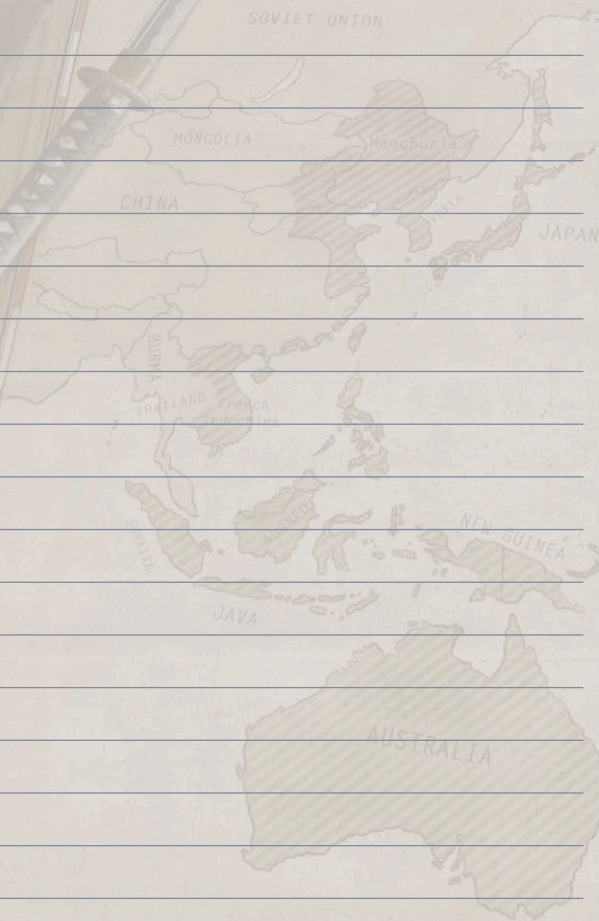 SOVIET UNION
MONGOLIA
Manchuria
CHINA
KOREA
JAPAN
BURMA
THAILAND
French
Indochina
SUMATRA
BORNEO
NEW GUINEA
JAVA
AUSTRALIA